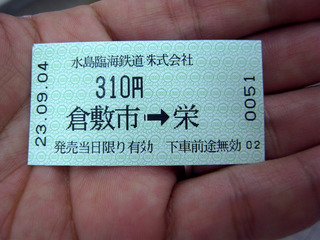 23.09.04
水島臨海鉄道株式会社
310円
倉敷市➡栄
発売当日限り有効 下車前途無効 02
0051